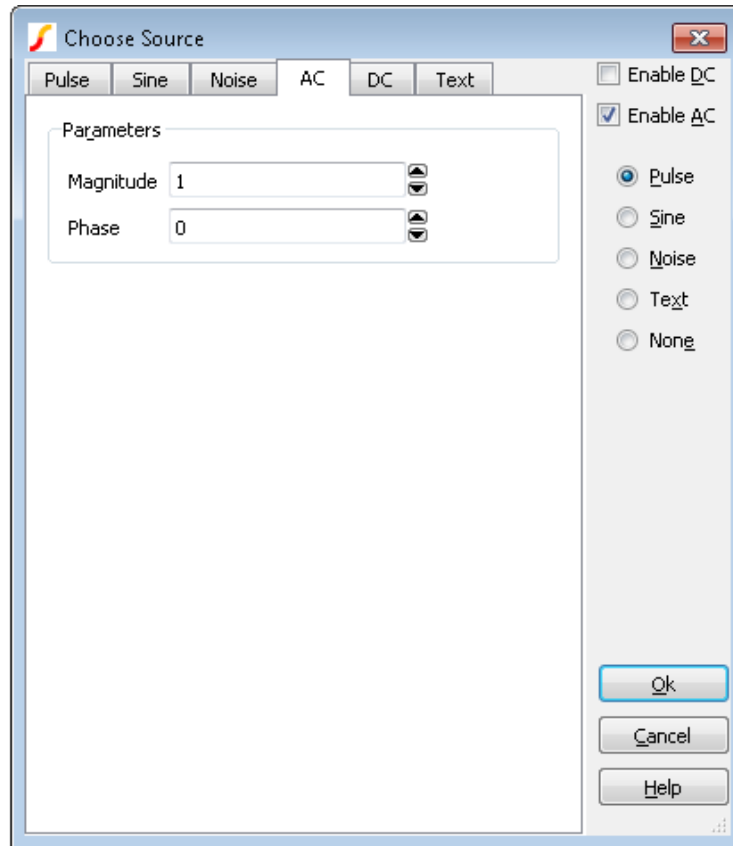 Choose Source
Pulse Sine Noise AC DC Text
Enable DC
Enable AC
Parameters
Magnitude 1
Phase 0
Pulse
Sine
Noise
Text
None
Ok
Cancel
Help